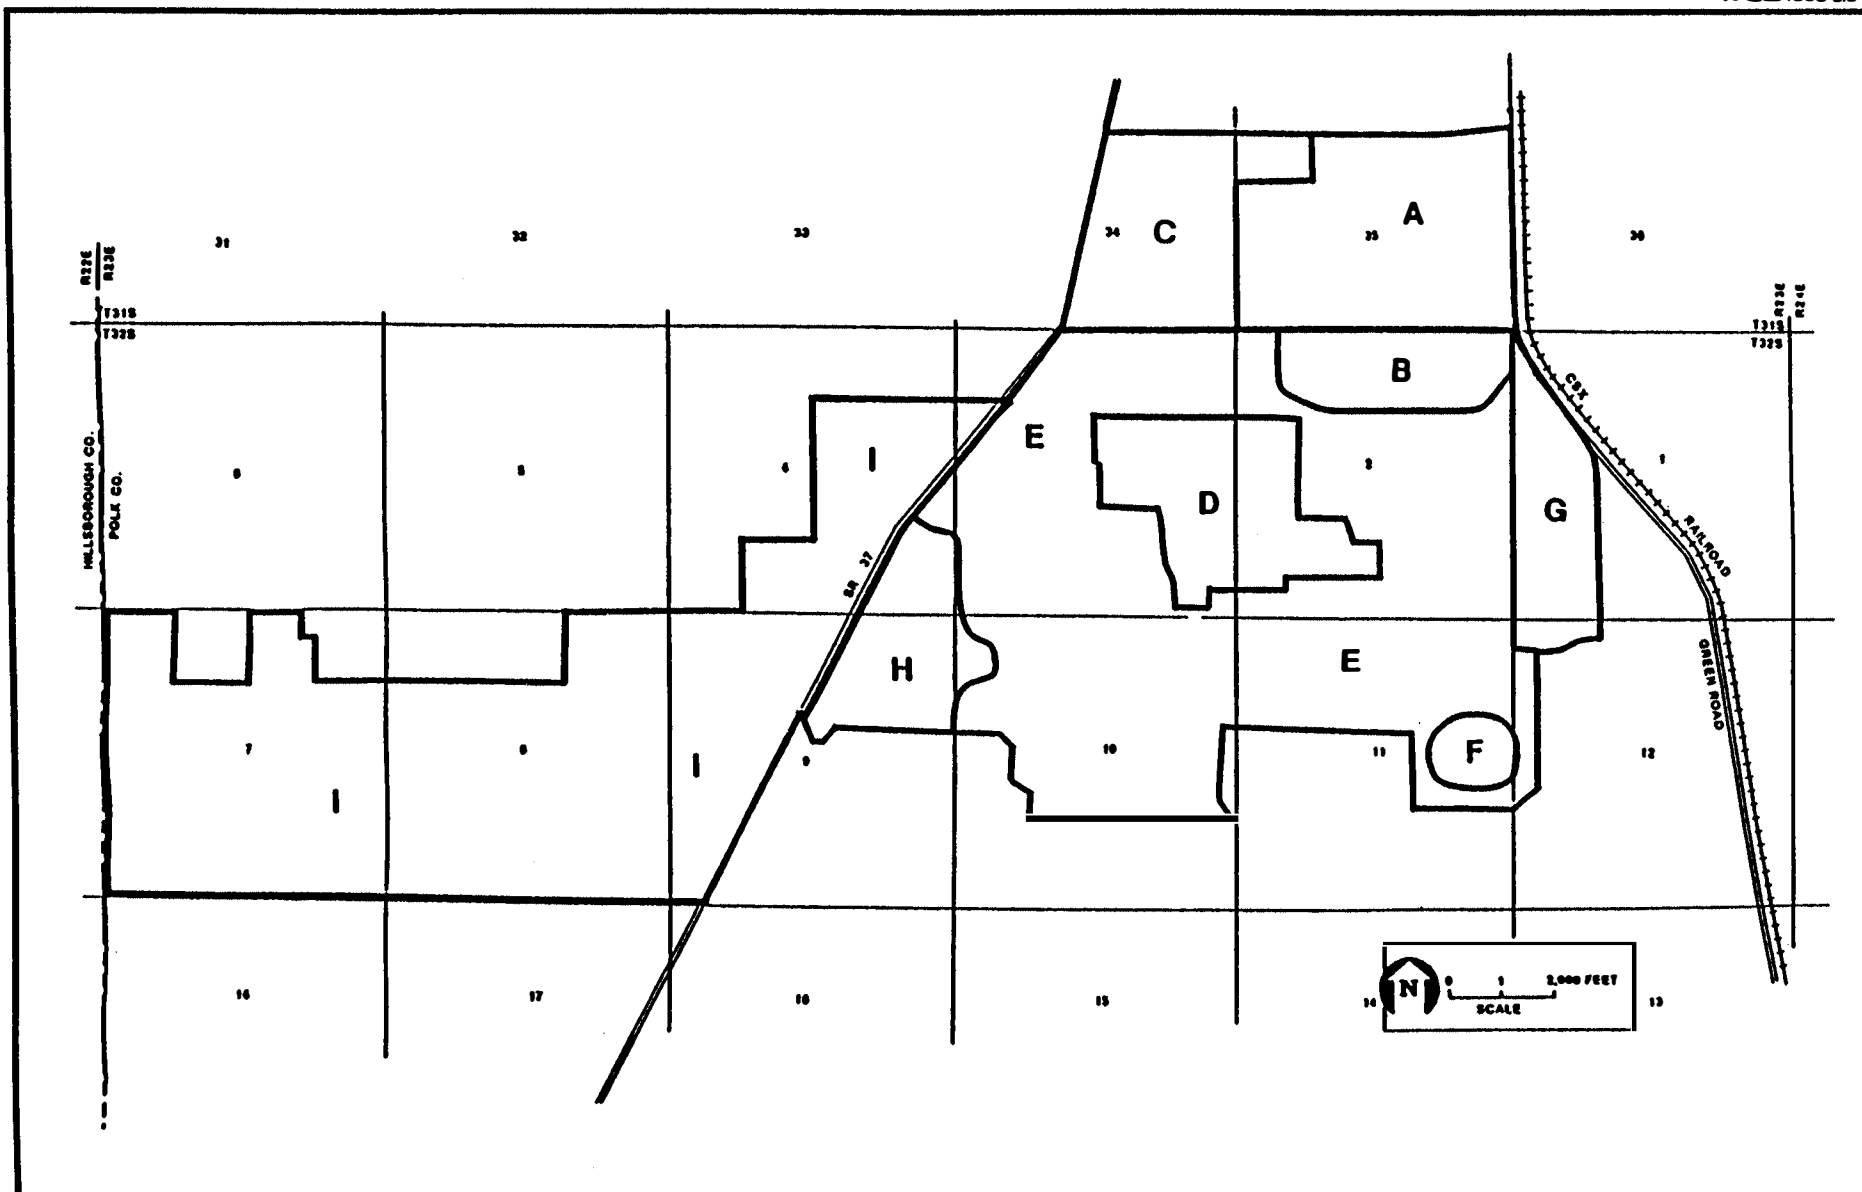 A
C
31
32
33
34
35
36
R22E
R23E
R23E
R24E
T31S
T32S
T31S
T32S
B
CSX
E
I
6
5
4
2
1
HILLSBOROUGH CO.
POLK CO.
D
G
RAILROAD
SR 37
H
E
GREEN ROAD
7
8
I
9
10
11
F
12
I
17
16
15
14
13
N
0 1 2,000 FEET
SCALE